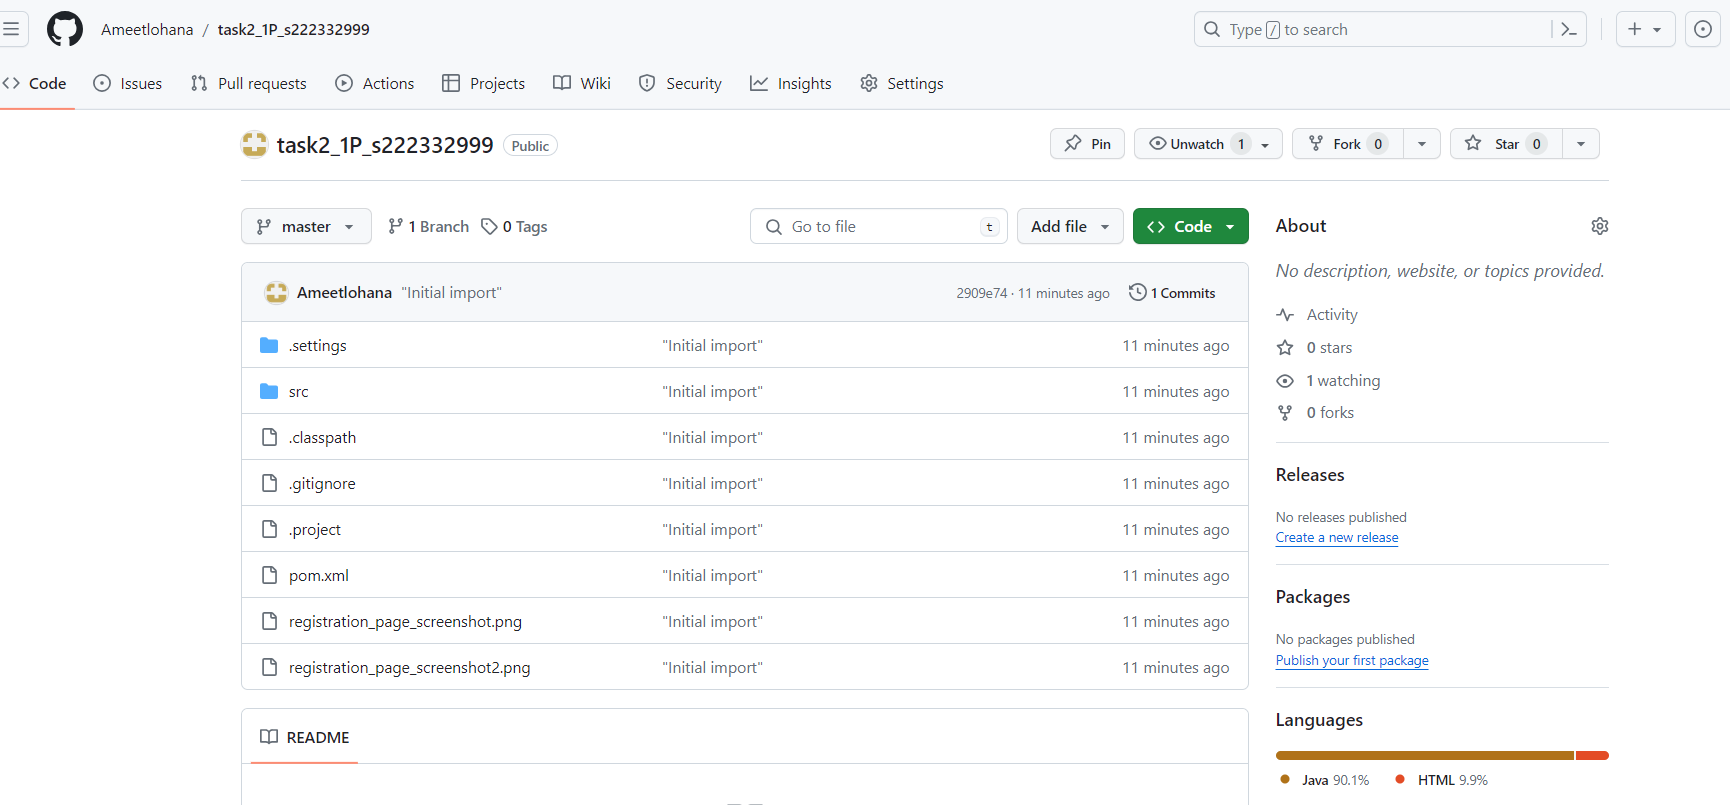 Ameetlohana / task2_1P_s222332999
Type / to search
Code
Issues
Pull requests
Actions
Projects
Wiki
Security
Insights
Settings
task2_1P_s222332999 Public
Pin
Unwatch 1
Fork 0
Star 0
master
1 Branch
0 Tags
Go to file t
Add file
Code
Ameetlohana "Initial import" 2909e74 · 11 minutes ago 1 Commits
.settings "Initial import" 11 minutes ago
src "Initial import" 11 minutes ago
.classpath "Initial import" 11 minutes ago
.gitignore "Initial import" 11 minutes ago
.project "Initial import" 11 minutes ago
pom.xml "Initial import" 11 minutes ago
registration_page_screenshot.png "Initial import" 11 minutes ago
registration_page_screenshot2.png "Initial import" 11 minutes ago
README
About
No description, website, or topics provided.
Activity
0 stars
1 watching
0 forks
Releases
No releases published
Create a new release
Packages
No packages published
Publish your first package
Languages
Java 90.1% HTML 9.9%